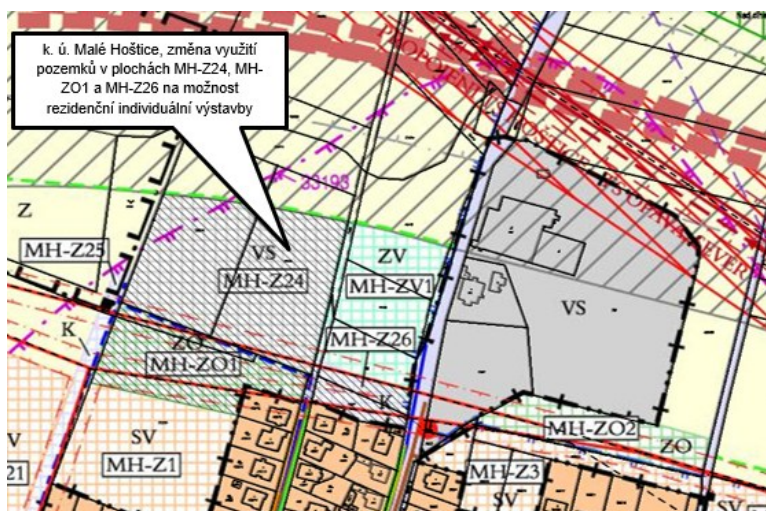 k. ú. Malé Hoštice, změna využití
pozemků v plochách MH-Z24, MH-
ZO1 a MH-Z26 na možnost
rezidenční individuální výstavby
33193
Z
MH-Z25
VS
MH-Z24
ZV
MH-ZV1
VS
K
ZO
MH-ZO1
MH-Z26
K
MH-ZO2
ZO
V
21
SV
MH-Z1
MH-Z3
SV
SV